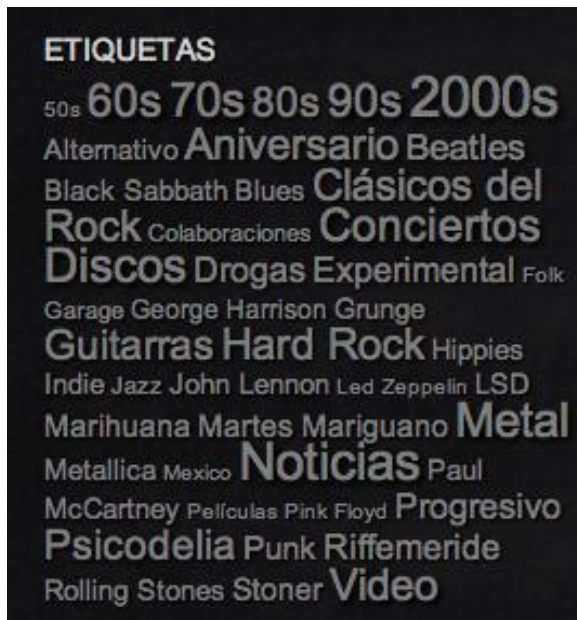 ETIQUETAS
50s 60s 70s 80s 90s 2000s
Alternativo Aniversario Beatles
Black Sabbath Blues Clásicos del
Rock Colaboraciones Conciertos
Discos Drogas Experimental Folk
Garage George Harrison Grunge
Guitarras Hard Rock Hippies
Indie Jazz John Lennon Led Zeppelin LSD
Marihuana Martes Mariguano Metal
Metallica Mexico Noticias Paul
McCartney Películas Pink Floyd Progresivo
Psicodelia Punk Riffemeride
Rolling Stones Stoner Video